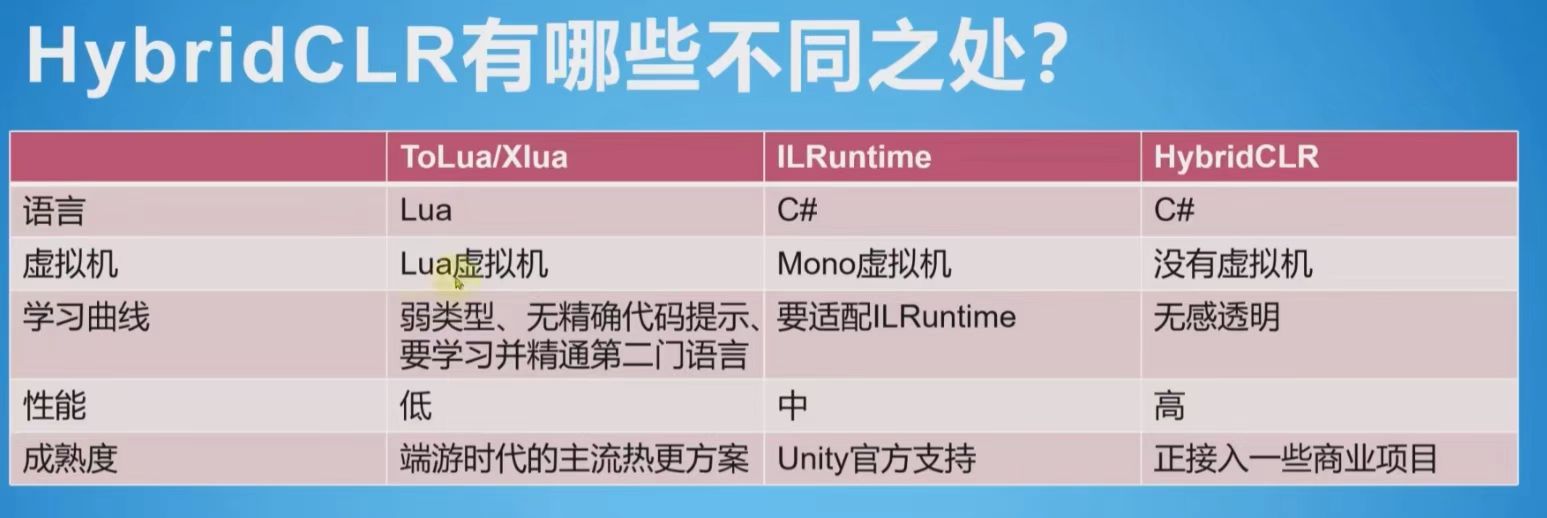 HybridCLR有哪些不同之处?
ToLua/Xlua ILRuntime HybridCLR
语言 Lua C# C#
虚拟机 Lua虚拟机 Mono虚拟机 没有虚拟机
学习曲线 弱类型、无精确代码提示、 要适配ILRuntime 无感透明
要学习并精通第二门语言
性能 低 中 高
成熟度 端游时代的主流热更方案 Unity官方支持 正接入一些商业项目